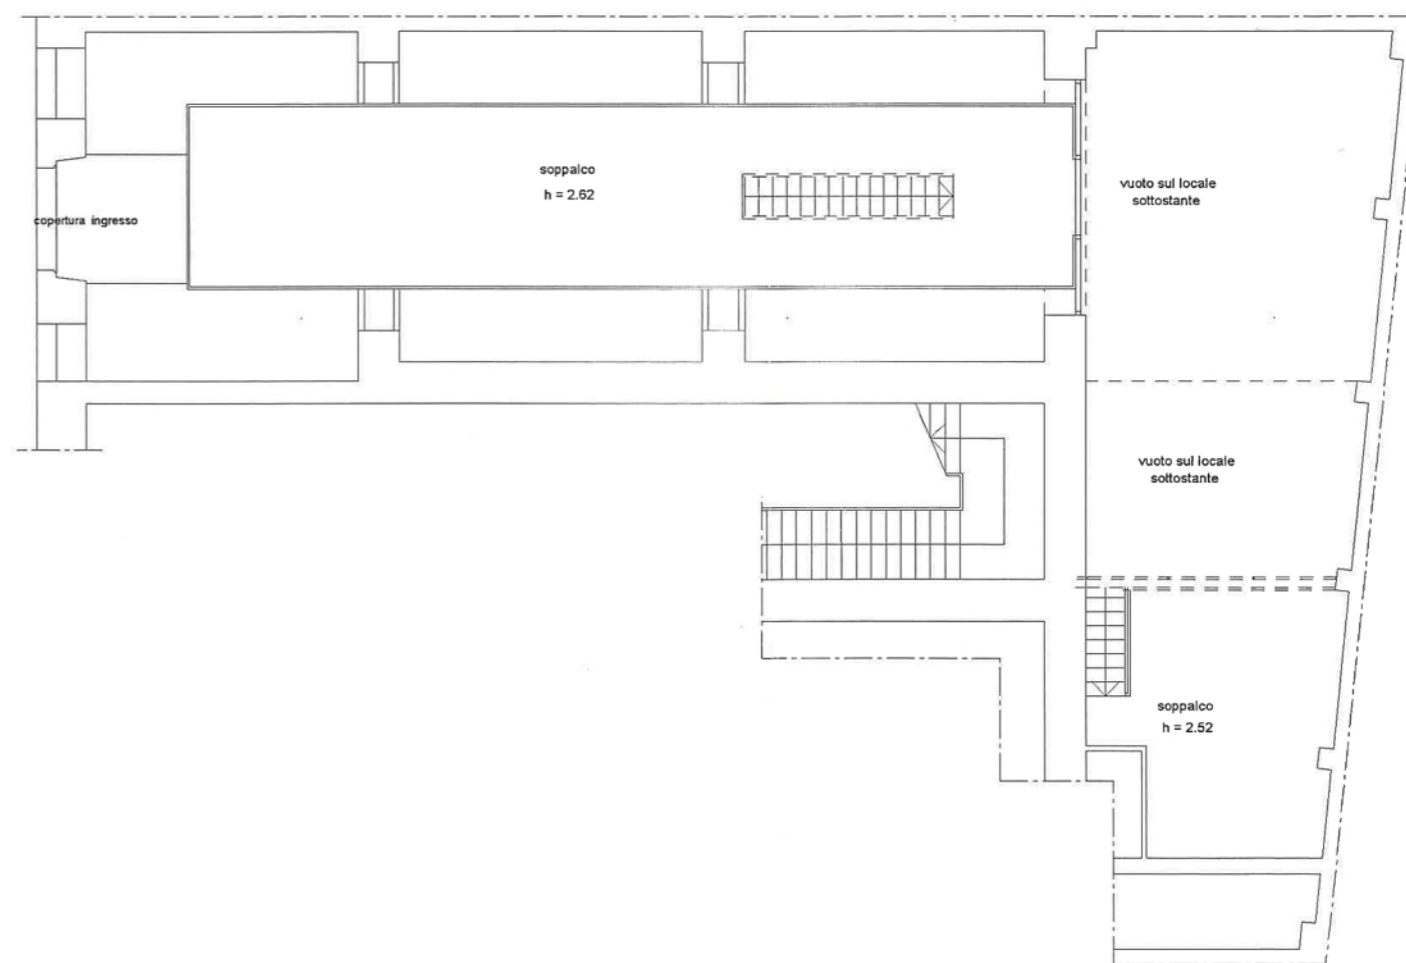 soppalco
h = 2.62
vuoto sul locale
sottostante
copertura ingresso
vuoto sul locale
sottostante
soppalco
h = 2.52